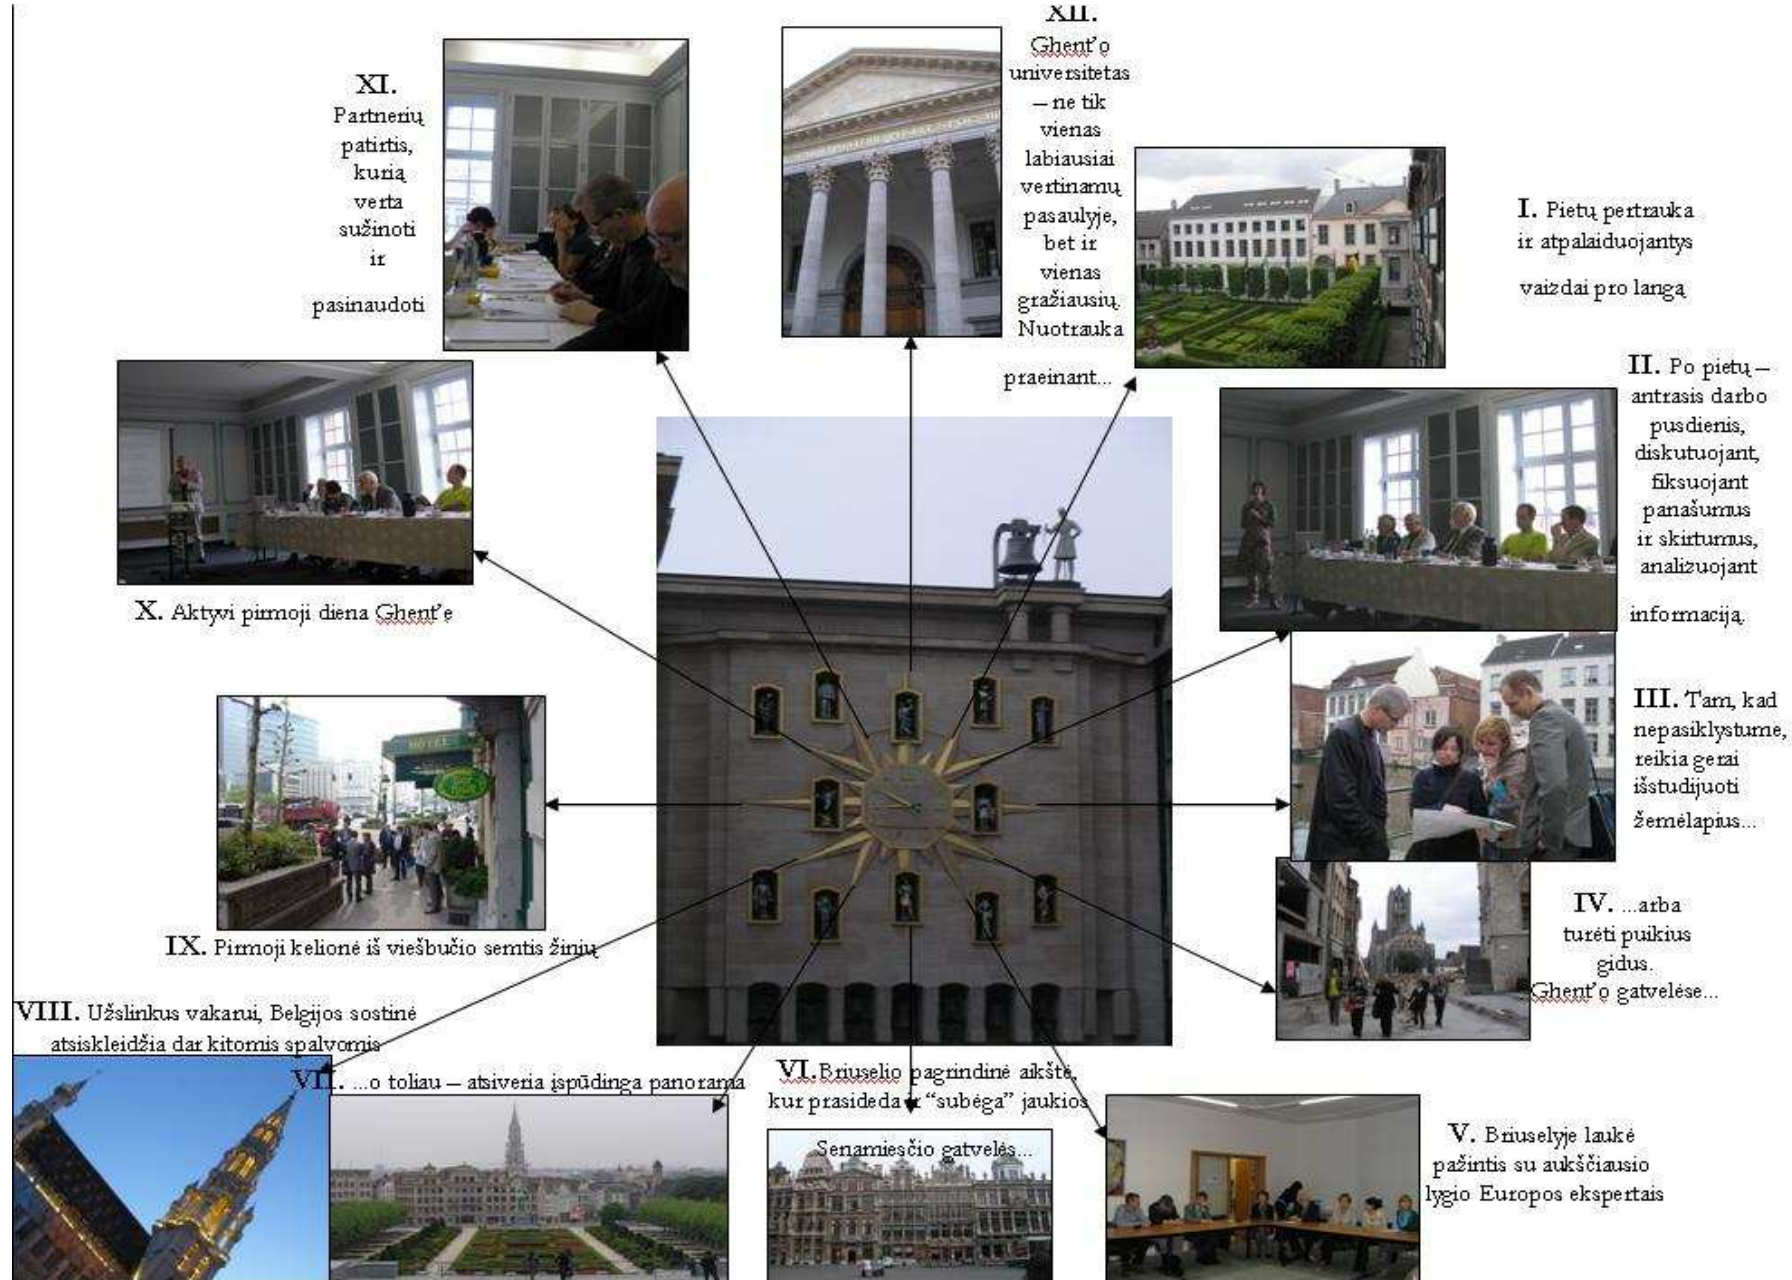 XII.
Ghent'o
universitetas
– ne tik
vienas
labiausiai
vertinamų
pasaulyje,
bet ir
vienas
gražiausių.
Nuotrauka
praeinant...
I. Pietų pertrauka
ir atpalaiduojantys
vaizdai pro langą
II. Po pietų –
antrasis darbo
pusdienis,
diskutuojant,
fiksuojant
panašumus
ir skirtumus,
analizuojant
informaciją.
III. Tam, kad
nepasiklystume,
reikia gerai
išstudijuoti
žemėlapius...
IV. ...arba
turėti puikius
gidus.
Ghent'o gatvelėse...
V. Briuselyje laukė
pažintis su aukščiausio
lygio Europos ekspertais
VI. Briuselio pagrindinė aikštė,
kur prasideda ir "subėga" jaukios
Senamiesčio gatvelės...
VII. ...o toliau – atsiveria įspūdinga panorama
VIII. Užslinkus vakarui, Belgijos sostinė
atsiskleidžia dar kitomis spalvomis
IX. Pirmoji kelionė iš viešbučio semtis žinių
HOTEL
X. Aktyvi pirmoji diena Ghent'e
XI.
Partnerių
patirtis,
kurią
verta
sužinoti
ir
pasinaudoti